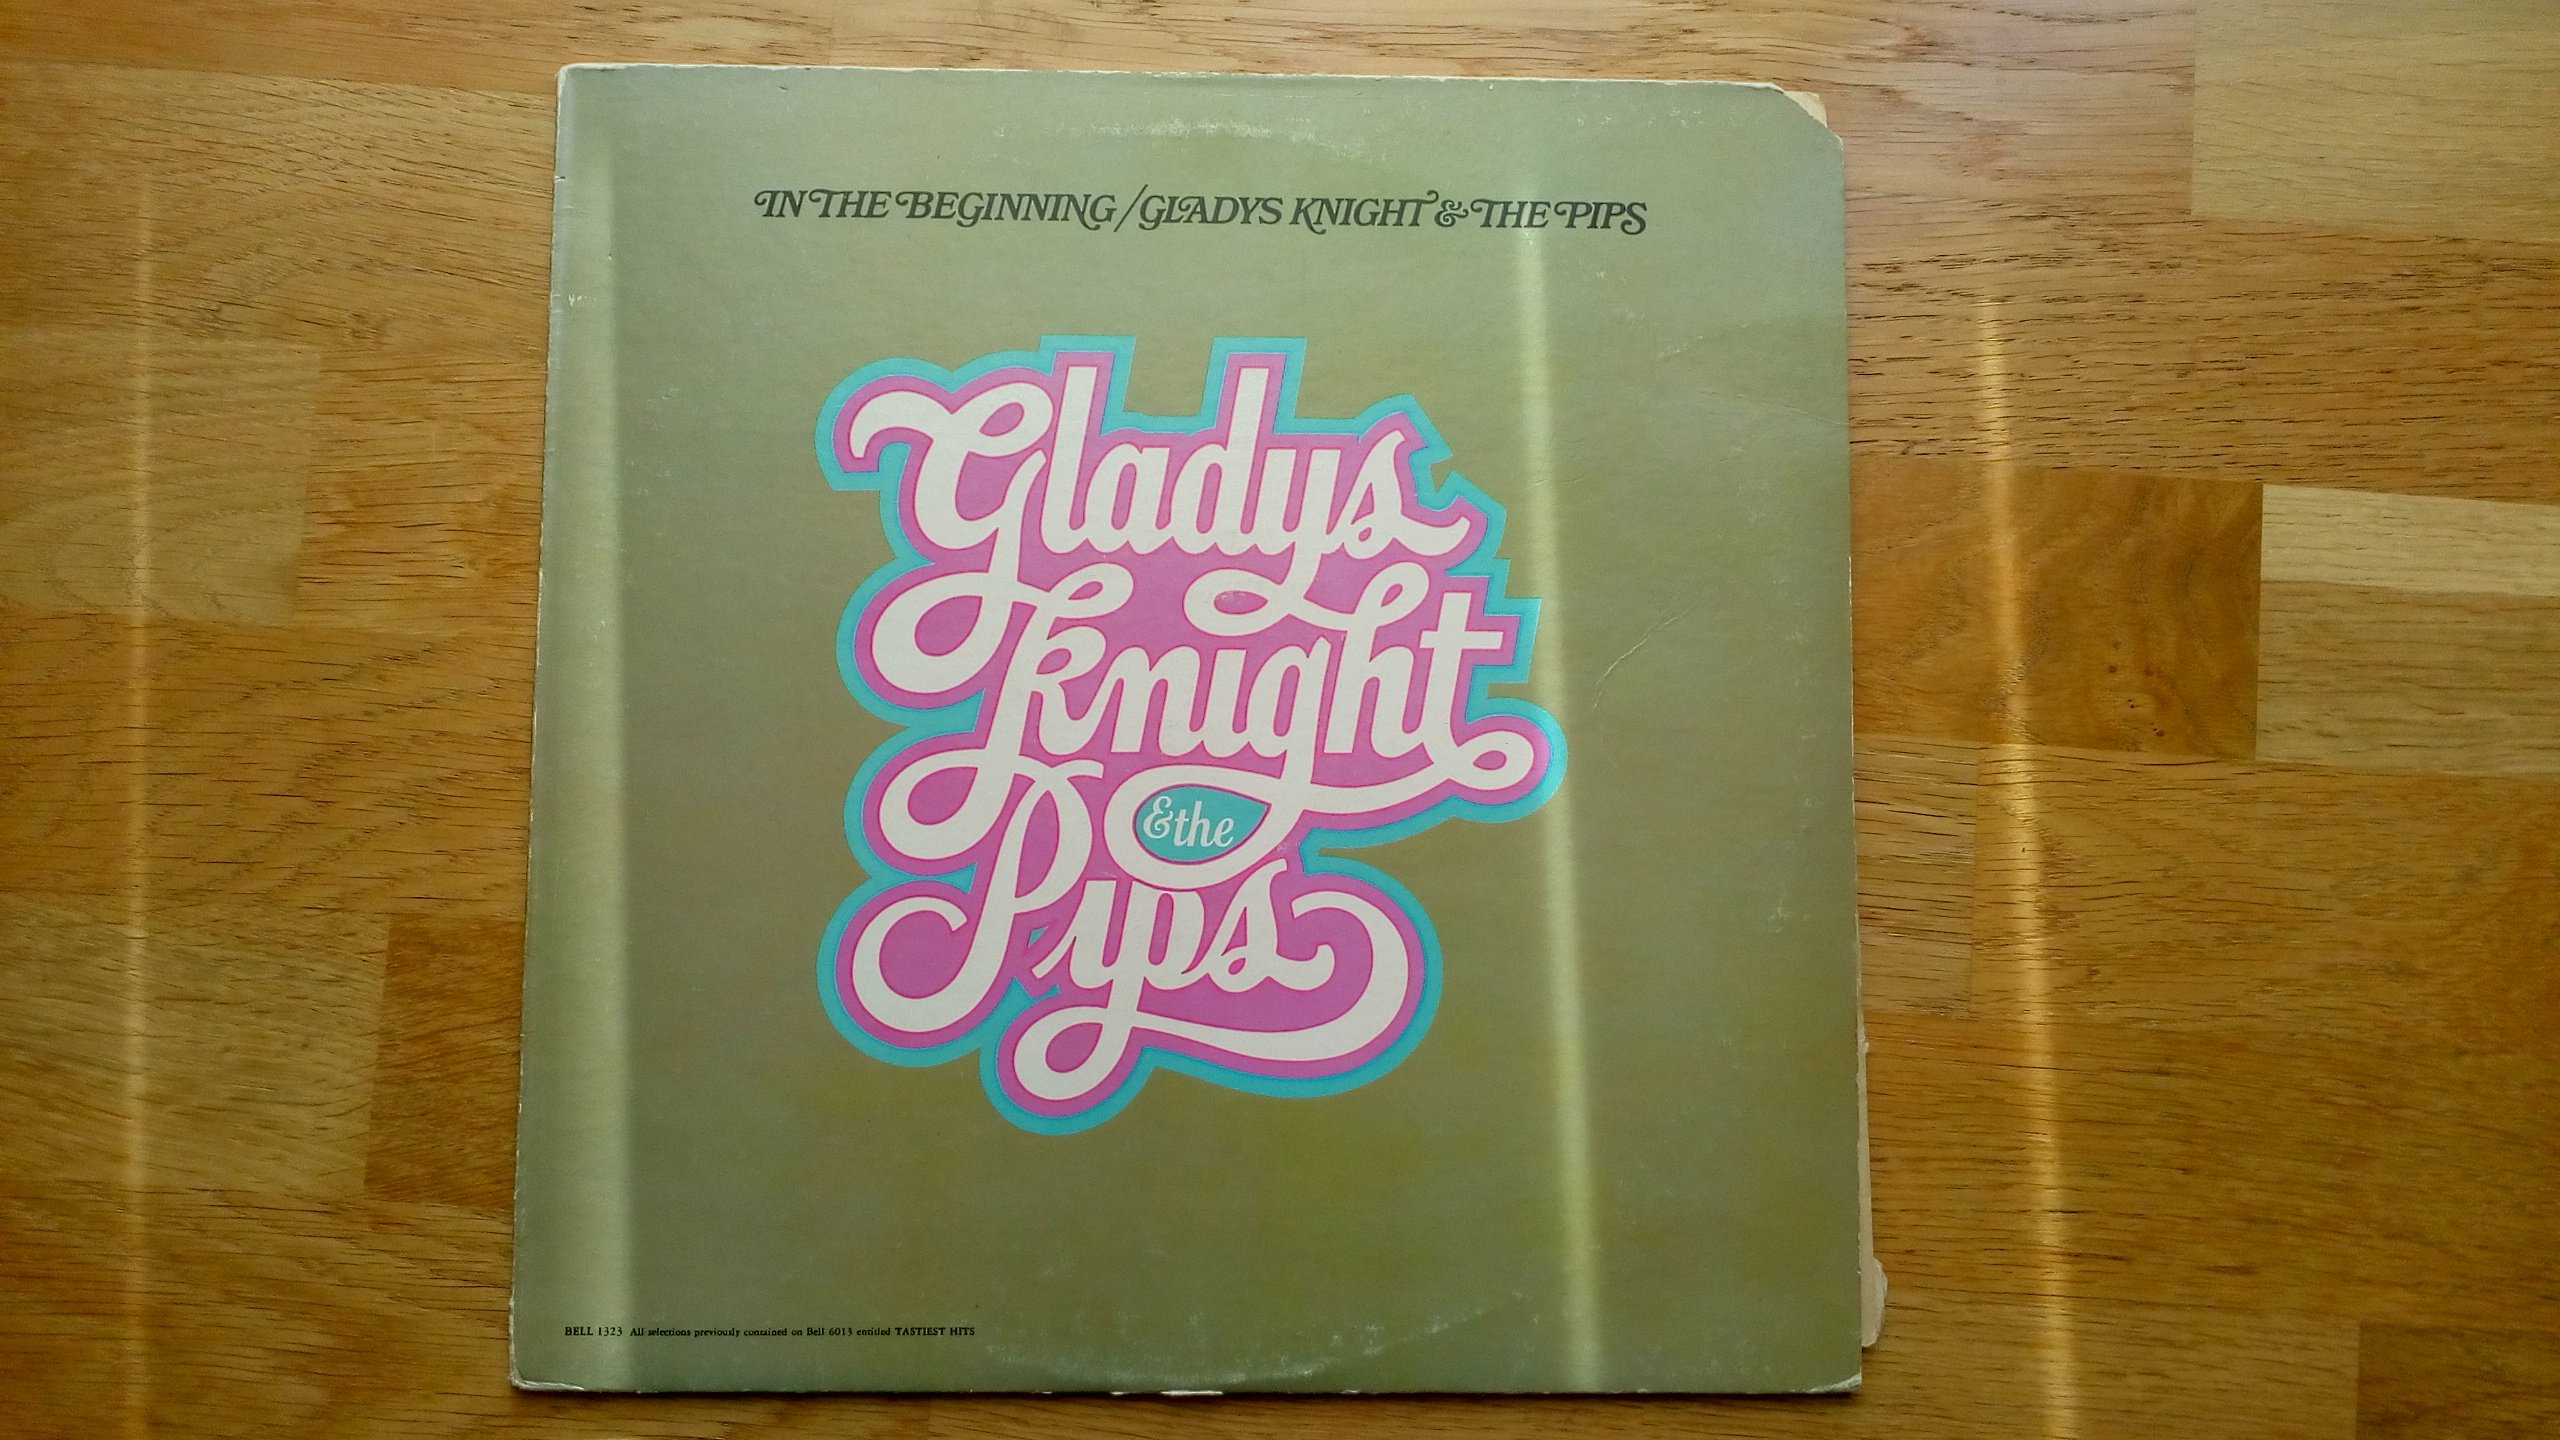 IN THE BEGINNING/GLADYS KNIGHT & THE PIPS
Gladys
Knight
& the
Pips
BELL 1323 All selections previously contained on Bell 6013 entitled TASTIEST HITS